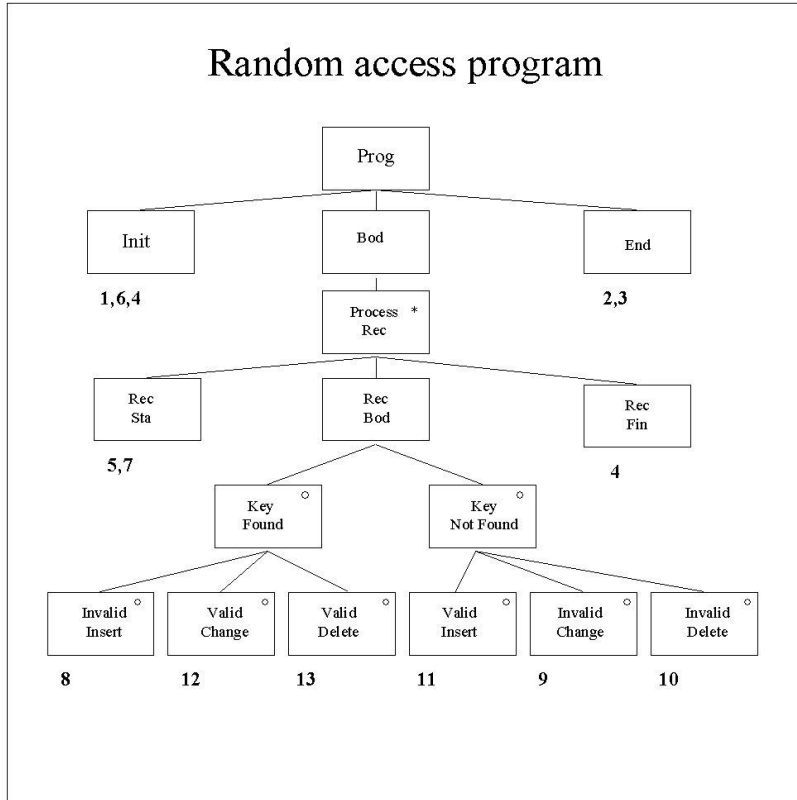 Random access program
Prog
Init
Bod
End
1,6,4
2,3
Process *
Rec
Rec
Sta
Rec
Bod
Rec
Fin
5,7
4
Key
Found
Key
Not Found
Invalid
Insert
Valid
Change
Valid
Delete
Valid
Insert
Invalid
Change
Invalid
Delete
8
12
13
11
9
10